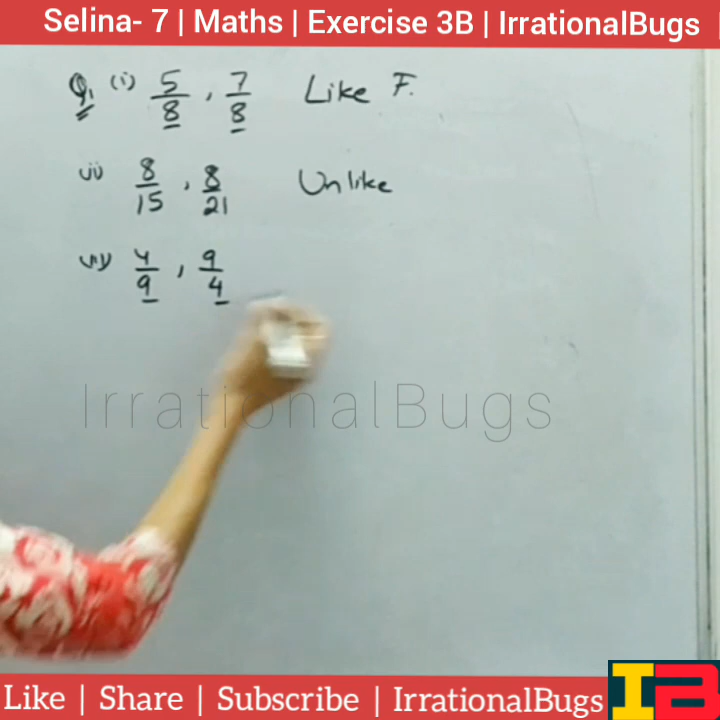 Selina- 7 | Maths | Exercise 3B | IrrationalBugs |
Q1 (i) 5/8 , 7/8 Like F.
(ii) 8/15 , 8/21 Unlike
(iii) 4/9 , 9/4
IrrationalBugs
Like | Share | Subscribe | IrrationalBugs
IB